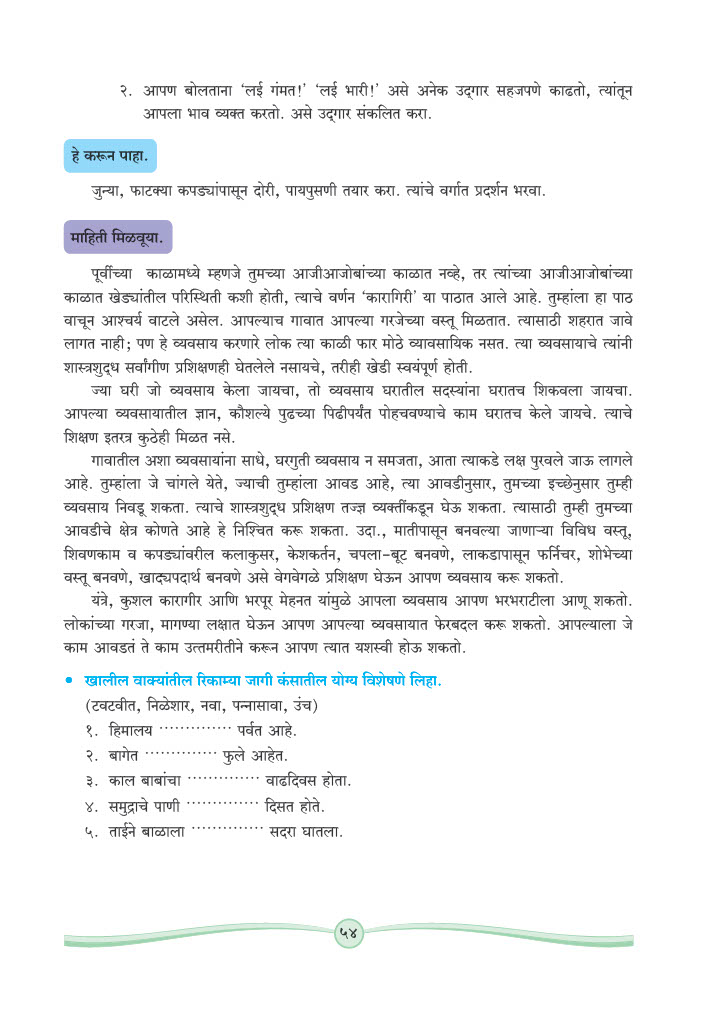 २. आपण बोलताना ‘लई गंमत!’ ‘लई भारी!’ असे अनेक उद्‌गार सहजपणे काढतो, त्यांतून
आपला भाव व्यक्त करतो. असे उद्‌गार संकलित करा.
हे करून पाहा.
जुन्या, फाटक्या कपड्यांपासून दोरी, पायपुसणी तयार करा. त्यांचे वर्गात प्रदर्शन भरवा.
माहिती मिळवूया.
पूर्वीच्या काळामध्ये म्हणजे तुमच्या आजीआजोबांच्या काळात नव्हे, तर त्यांच्या आजीआजोबांच्या
काळात खेड्यांतील परिस्थिती कशी होती, त्याचे वर्णन ‘कारागिरी’ या पाठात आले आहे. तुम्हांला हा पाठ
वाचून आश्चर्य वाटले असेल. आपल्याच गावात आपल्या गरजेच्या वस्तू मिळतात. त्यासाठी शहरात जावे
लागत नाही; पण हे व्यवसाय करणारे लोक त्या काळी फार मोठे व्यावसायिक नसत. त्या व्यवसायाचे त्यांनी
शास्त्रशुद्ध सर्वांगीण प्रशिक्षणही घेतलेले नसायचे, तरीही खेडी स्वयंपूर्ण होती.
ज्या घरी जो व्यवसाय केला जायचा, तो व्यवसाय घरातील सदस्यांना घरातच शिकवला जायचा.
आपल्या व्यवसायातील ज्ञान, कौशल्ये पुढच्या पिढीपर्यंत पोहचवण्याचे काम घरातच केले जायचे. त्याचे
शिक्षण इतरत्र कुठेही मिळत नसे.
गावातील अशा व्यवसायांना साधे, घरगुती व्यवसाय न समजता, आता त्याकडे लक्ष पुरवले जाऊ लागले
आहे. तुम्हांला जे चांगले येते, ज्याची तुम्हांला आवड आहे, त्या आवडीनुसार, तुमच्या इच्छेनुसार तुम्ही
व्यवसाय निवडू शकता. त्याचे शास्त्रशुद्ध प्रशिक्षण तज्ज्ञ व्यक्तींकडून घेऊ शकता. त्यासाठी तुम्ही तुमच्या
आवडीचे क्षेत्र कोणते आहे हे निश्चित करू शकता. उदा., मातीपासून बनवल्या जाणाऱ्या विविध वस्तू,
शिवणकाम व कपड्यांवरील कलाकुसर, केशकर्तन, चपला-बूट बनवणे, लाकडापासून फर्निचर, शोभेच्या
वस्तू बनवणे, खाद्यपदार्थ बनवणे असे वेगवेगळे प्रशिक्षण घेऊन आपण व्यवसाय करू शकतो.
यंत्रे, कुशल कारागीर आणि भरपूर मेहनत यांमुळे आपला व्यवसाय आपण भरभराटीला आणू शकतो.
लोकांच्या गरजा, मागण्या लक्षात घेऊन आपण आपल्या व्यवसायात फेरबदल करू शकतो. आपल्याला जे
काम आवडतं ते काम उत्तमरीतीने करून आपण त्यात यशस्वी होऊ शकतो.
• खालील वाक्यांतील रिकाम्या जागी कंसातील योग्य विशेषणे लिहा.
(टवटवीत, निळेशार, नवा, पन्नासावा, उंच)
१. हिमालय .............. पर्वत आहे.
२. बागेत .............. फुले आहेत.
३. काल बाबांचा .............. वाढदिवस होता.
४. समुद्राचे पाणी .............. दिसत होते.
५. ताईने बाळाला .............. सदरा घातला.
५४